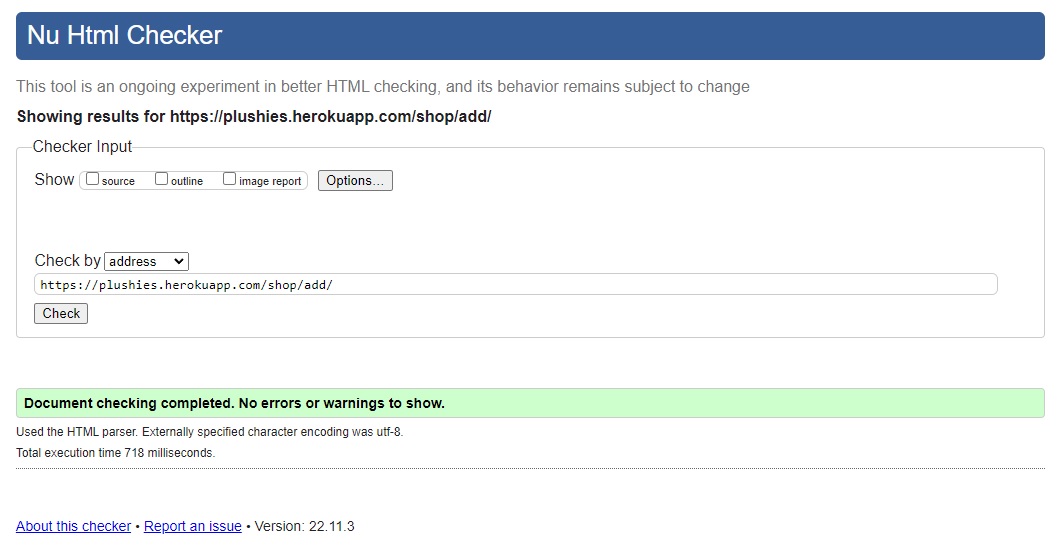 Nu Html Checker
This tool is an ongoing experiment in better HTML checking, and its behavior remains subject to change
Showing results for https://plushies.herokuapp.com/shop/add/
Checker Input
Show source outline image report Options...
Check by address
https://plushies.herokuapp.com/shop/add/
Check
Document checking completed. No errors or warnings to show.
Used the HTML parser. Externally specified character encoding was utf-8.
Total execution time 718 milliseconds.
About this checker • Report an issue • Version: 22.11.3